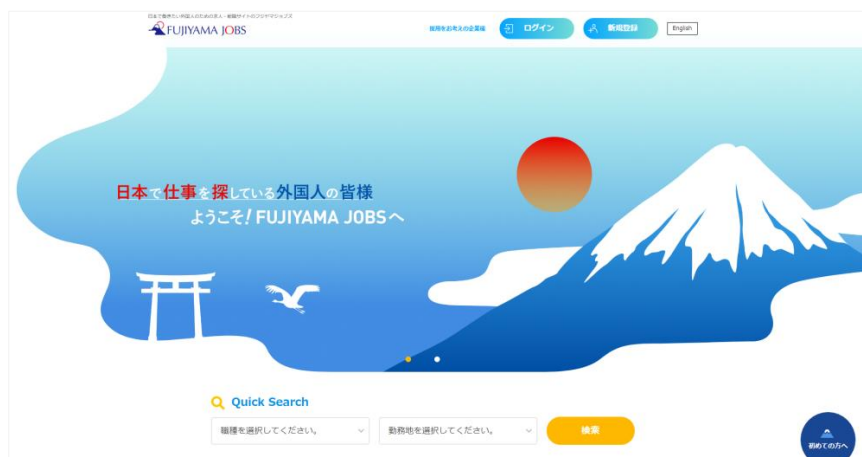 日本で働きたい外国人のための求人・就職サイトのフジヤマジョブズ
FUJIYAMA JOBS
採用をお考えの企業様
ログイン
新規登録
English
日本で仕事を探している外国人の皆様
ようこそ! FUJIYAMA JOBSへ
Quick Search
職種を選択してください。
勤務地を選択してください。
検索
初めての方へ